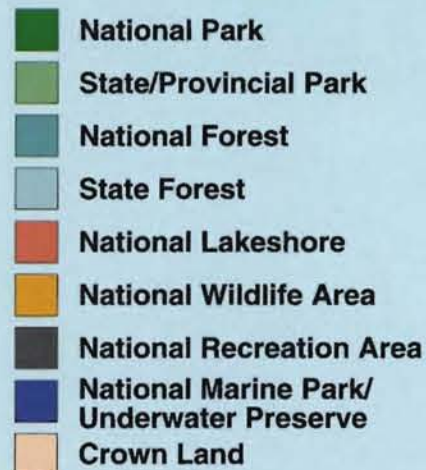 National Park
State/Provincial Park
National Forest
State Forest
National Lakeshore
National Wildlife Area
National Recreation Area
National Marine Park/
Underwater Preserve
Crown Land